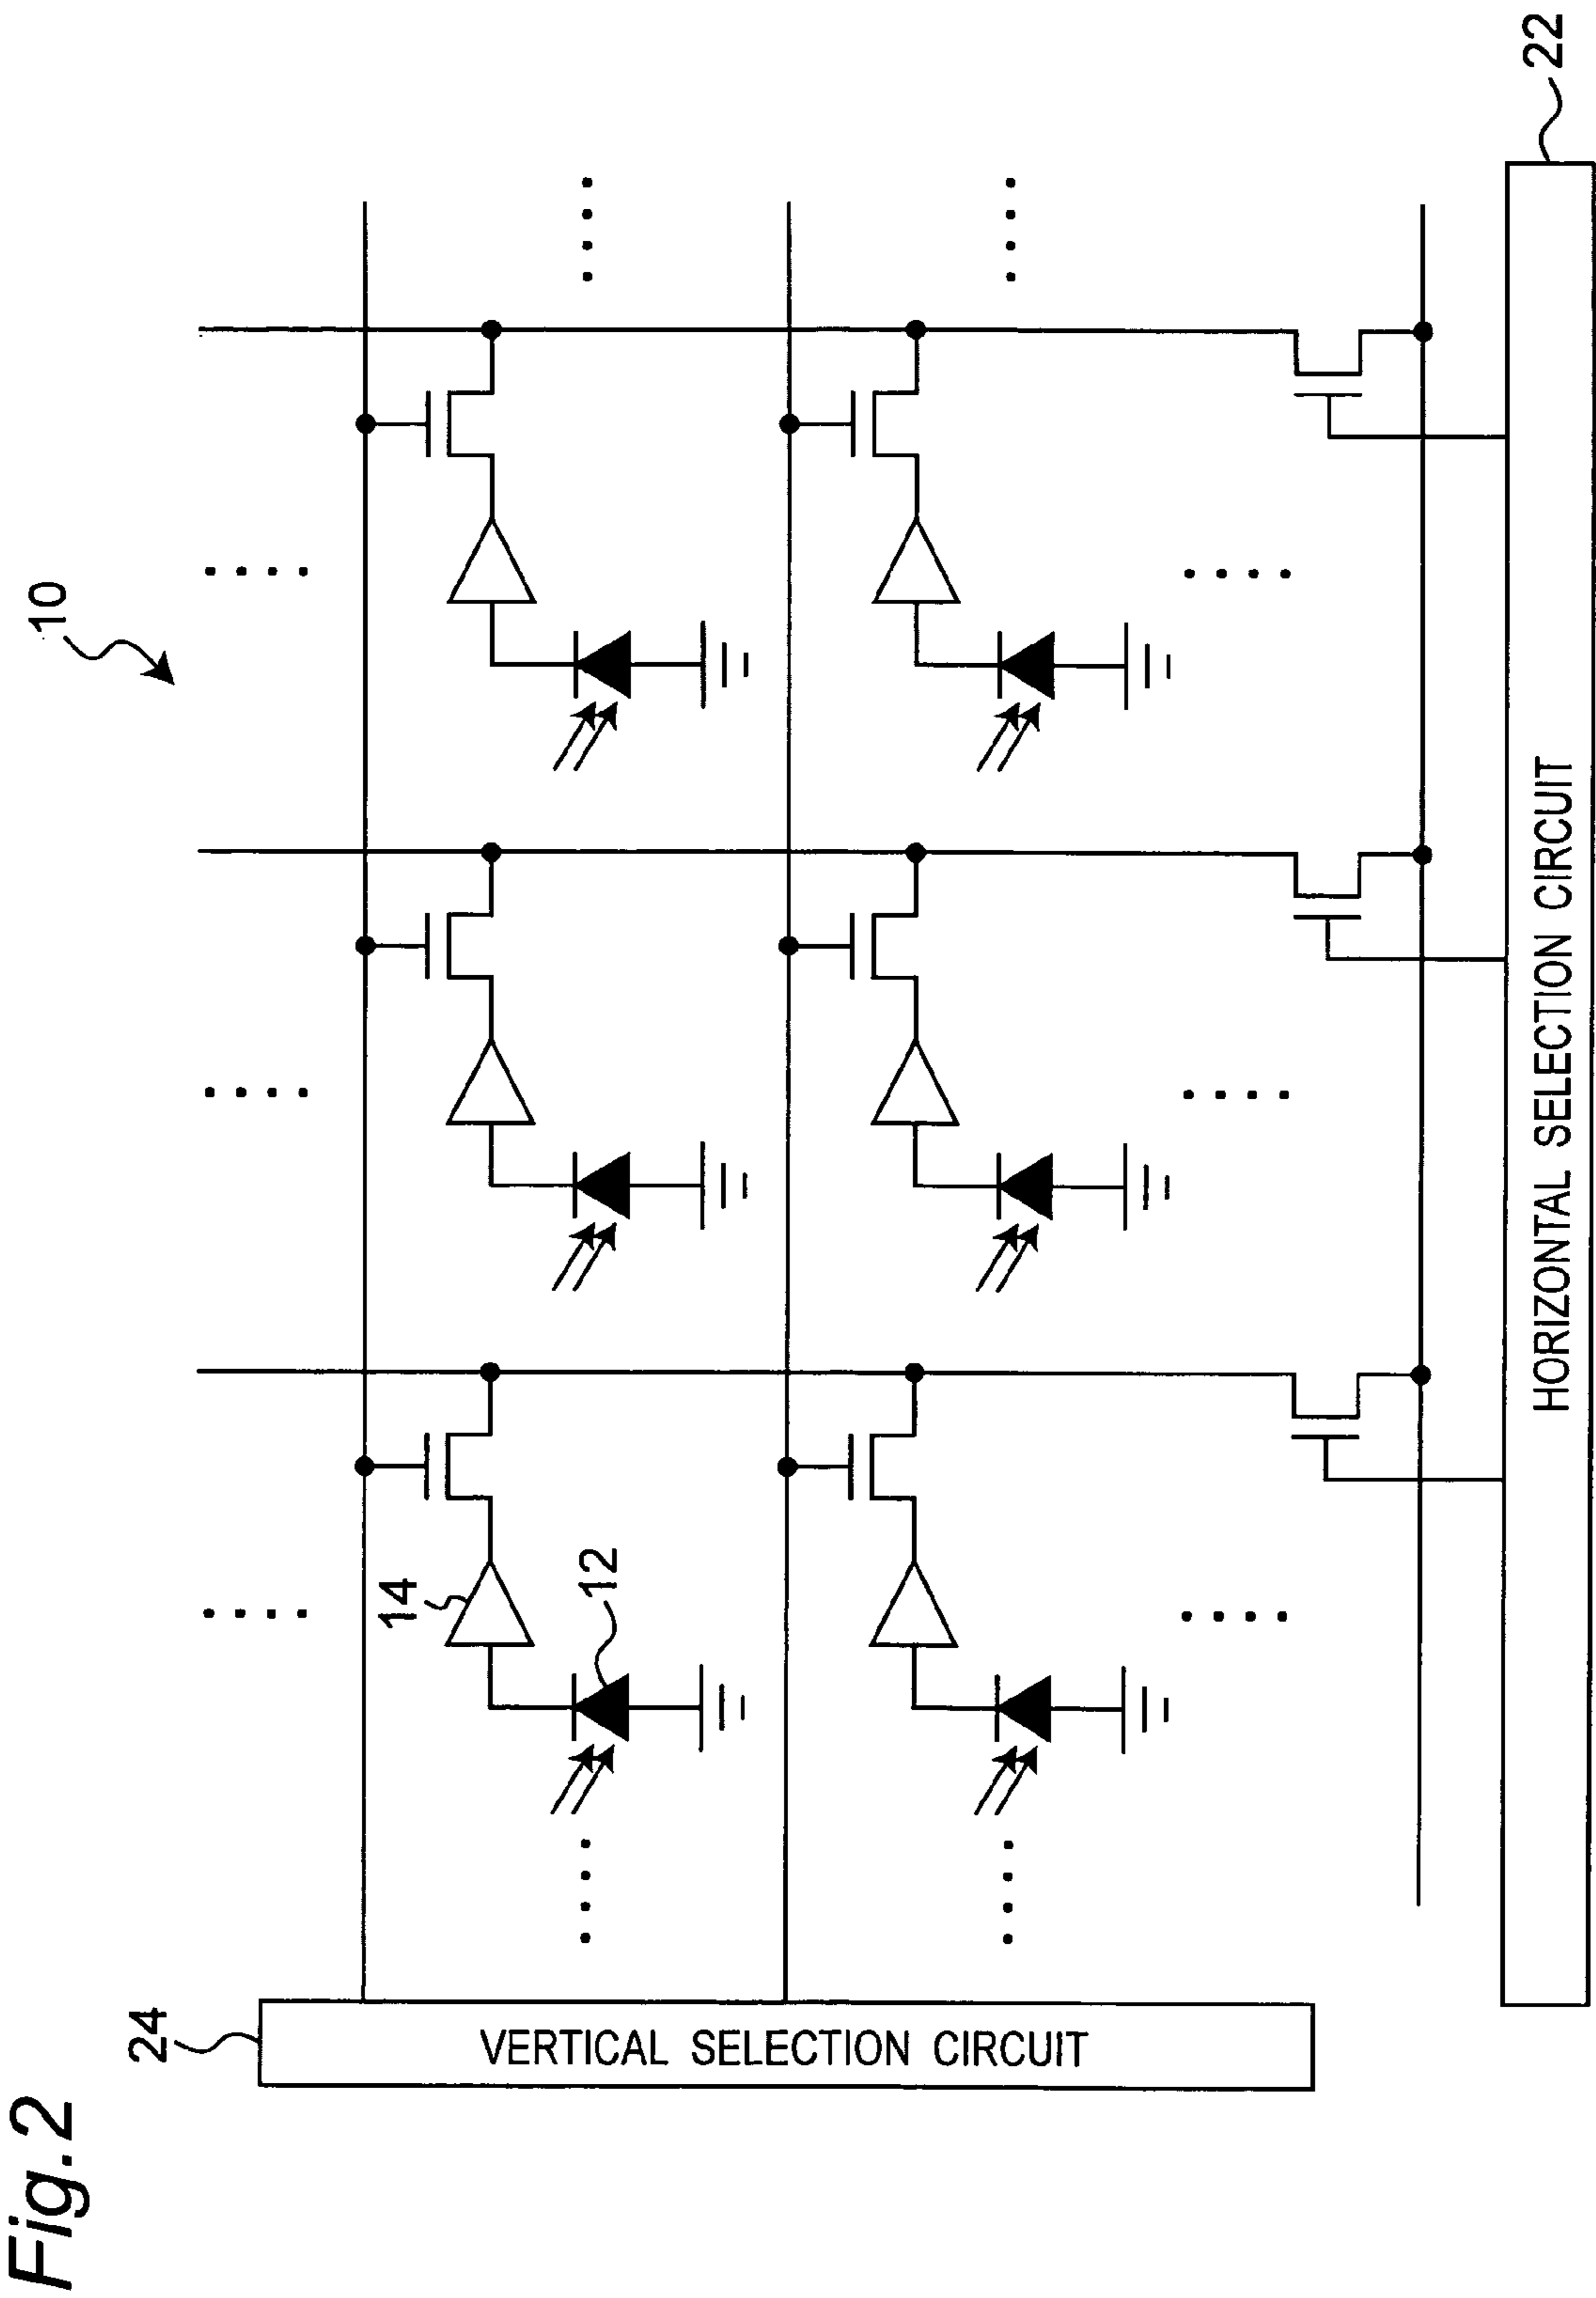 Fig.2
10
24
VERTICAL SELECTION CIRCUIT
14
12
HORIZONTAL SELECTION CIRCUIT
22